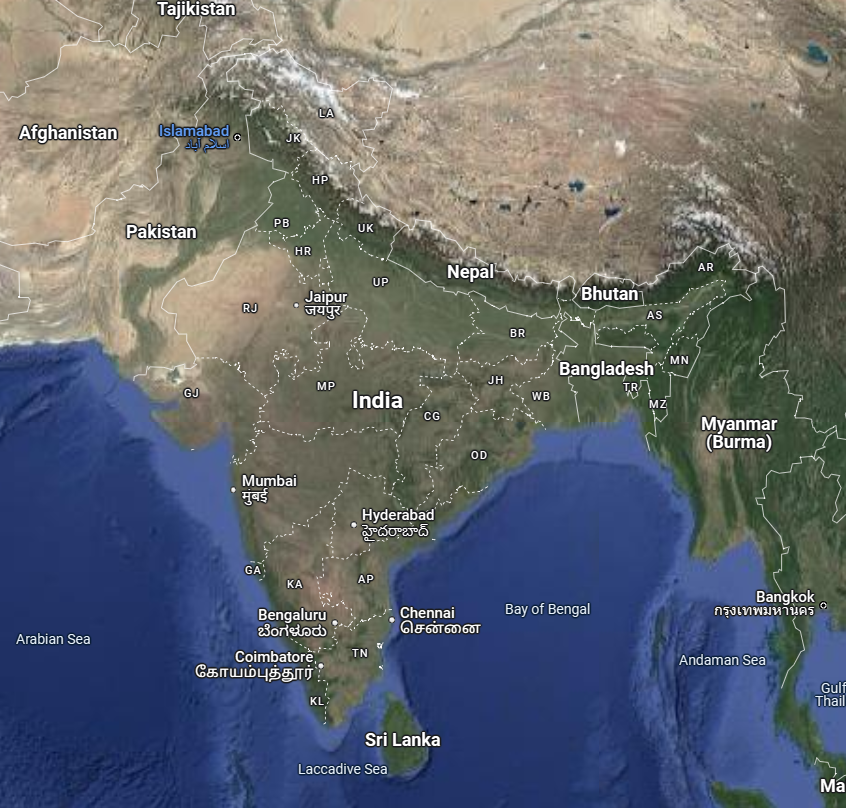 Tajikistan
LA
Afghanistan
Islamabad
اسلام آباد
JK
HP
PB
UK
Pakistan
HR
AR
Nepal
UP
Bhutan
Jaipur
जयपुर
RJ
AS
BR
MN
Bangladesh
JH
TR
MP
GJ
India
WB
MZ
CG
Myanmar
(Burma)
OD
Mumbai
मुंबई
Hyderabad
హైదరాబాద్
GA
KA
AP
Bangkok
กรุงเทพมหานคร
Bengaluru
ಬೆಂಗಳೂರು
Chennai
சென்னை
Bay of Bengal
Arabian Sea
Coimbatore
கோயம்புத்தூர்
TN
Andaman Sea
Gulf
Thail
KL
Sri Lanka
Laccadive Sea
Ma